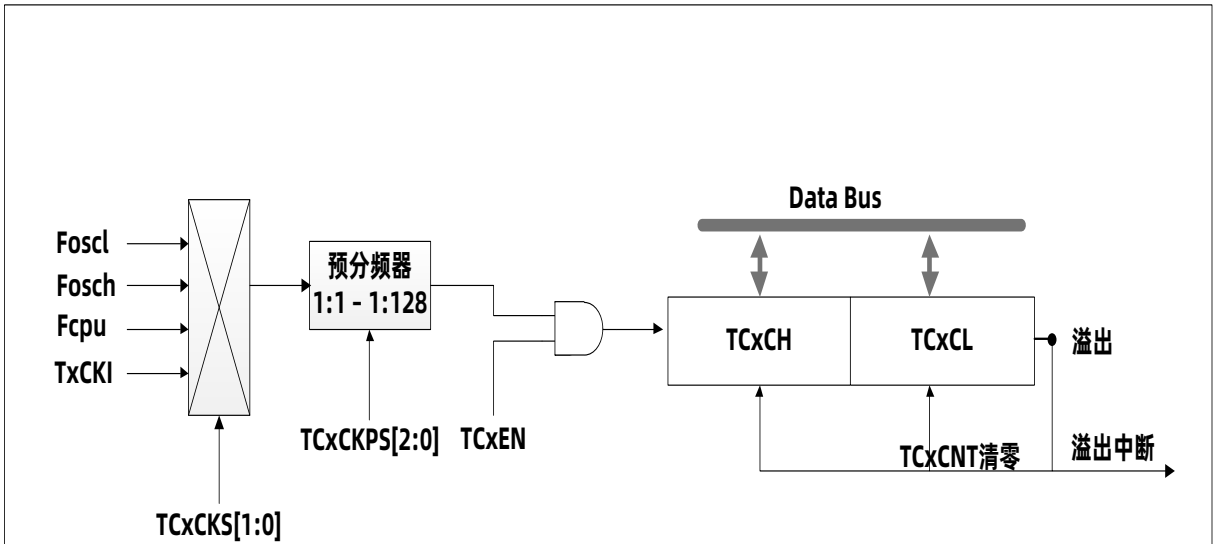 Data Bus
Foscl
Fosch
Fcpu
TxCKI
预分频器
1:1 – 1:128
TCxCH
TCxCL
溢出
TCxCKPS[2:0]
TCxEN
TCxCNT清零
溢出中断
TCxCKS[1:0]